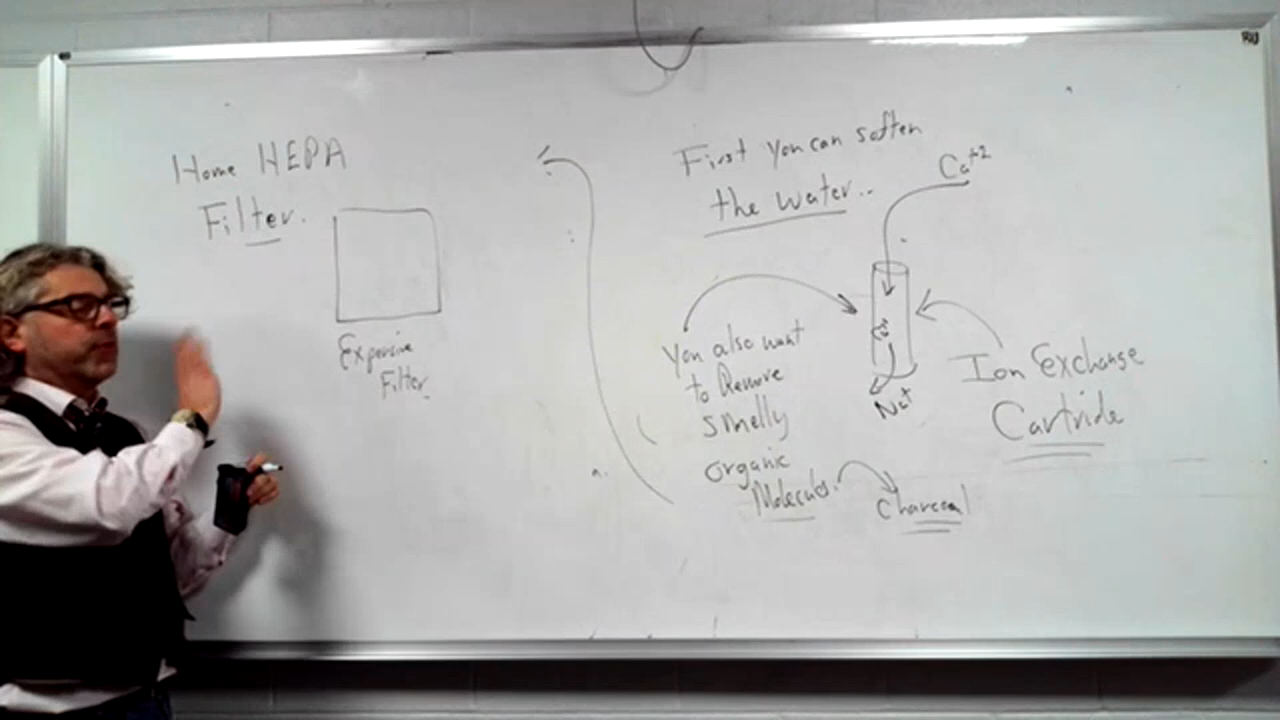 Home HEPA
Filter.
Expensive
Filter.
First you can soften
the water..
Ca+2
Na+
Ion Exchange
Cartride
You also want
to Remove
smelly
organic
Molecules.
Charcoal